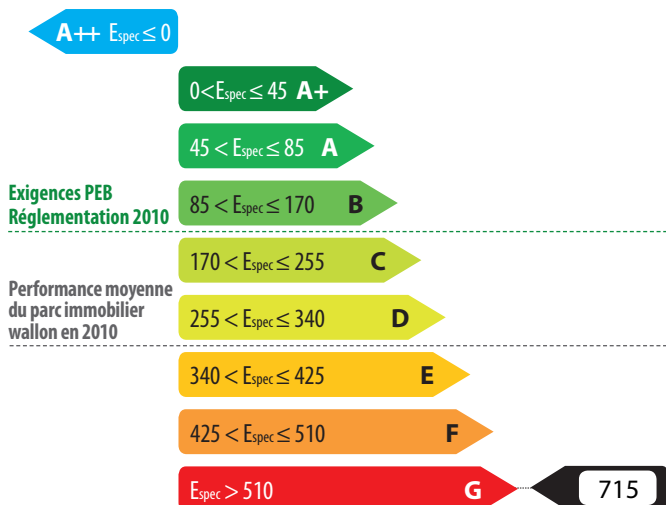 A++ Espec ≤ 0
0<Espec ≤ 45 A+
45 < Espec ≤ 85 A
Exigences PEB
Réglementation 2010
85 < Espec ≤ 170 B
170 < Espec ≤ 255 C
Performance moyenne
du parc immobilier
wallon en 2010
255 < Espec ≤ 340 D
340 < Espec ≤ 425 E
425 < Espec ≤ 510 F
Espec > 510 G 715